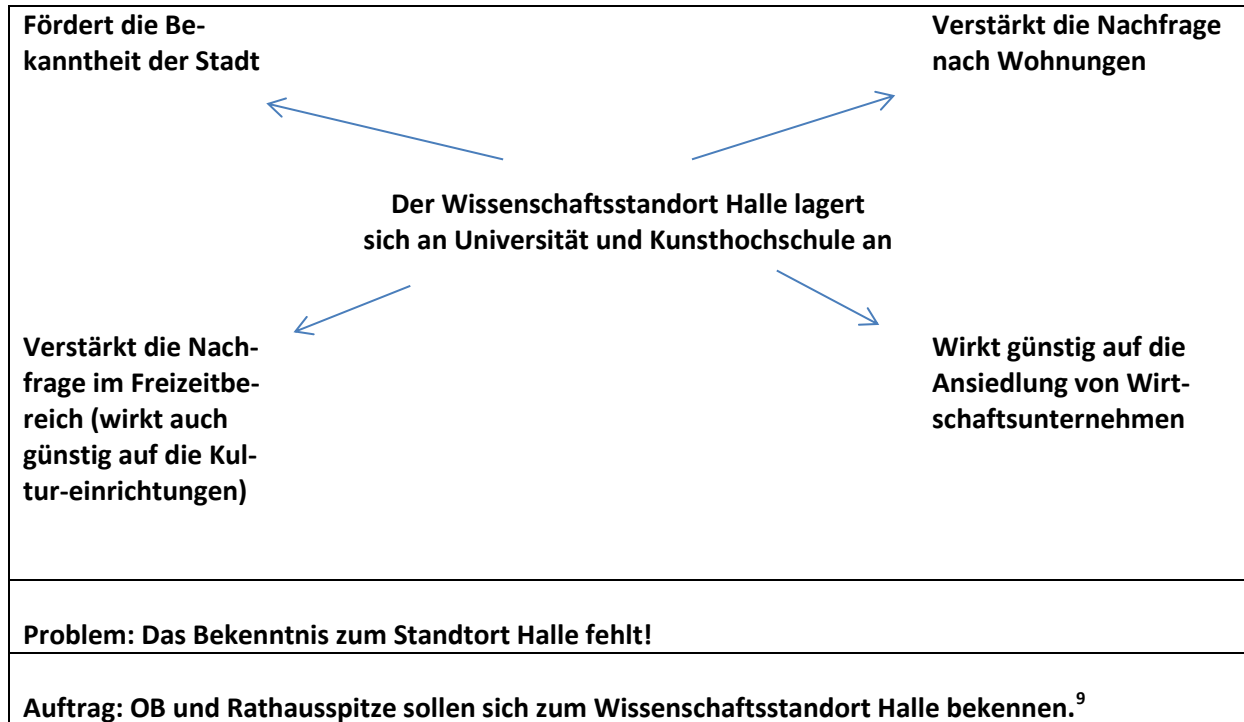 Fördert die Be-
kanntheit der Stadt
Verstärkt die Nachfrage
nach Wohnungen
Der Wissenschaftsstandort Halle lagert
sich an Universität und Kunsthochschule an
Verstärkt die Nach-
frage im Freizeitbe-
reich (wirkt auch
günstig auf die Kul-
tur-einrichtungen)
Wirkt günstig auf die
Ansiedlung von Wirt-
schaftsunternehmen
Problem: Das Bekenntnis zum Standtort Halle fehlt!
Auftrag: OB und Rathausspitze sollen sich zum Wissenschaftsstandort Halle bekennen.⁹